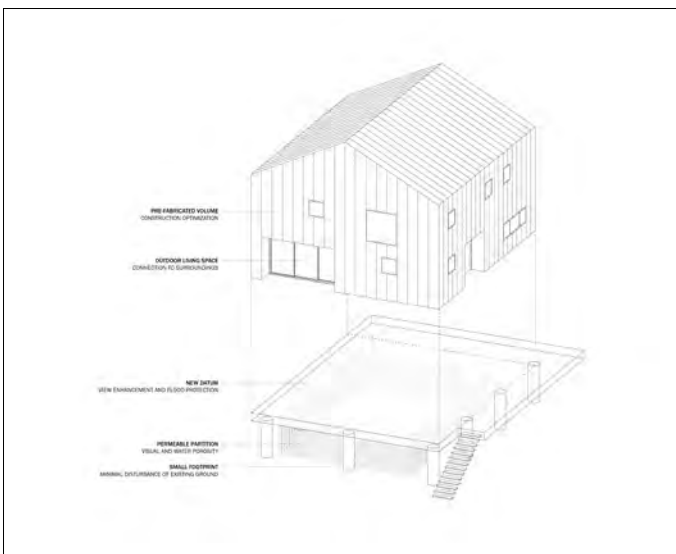 PRE-FABRICATED VOLUME
CONSTRUCTION OPTIMIZATION
OUTDOOR LIVING SPACE
CONNECTION TO SURROUNDINGS
NEW DATUM
VIEW ENHANCEMENT AND FLOOD PROTECTION
PERMEABLE PARTITION
VISUAL AND WATER POROSITY
SMALL FOOTPRINT
MINIMAL DISTURBANCE OF EXISTING GROUND